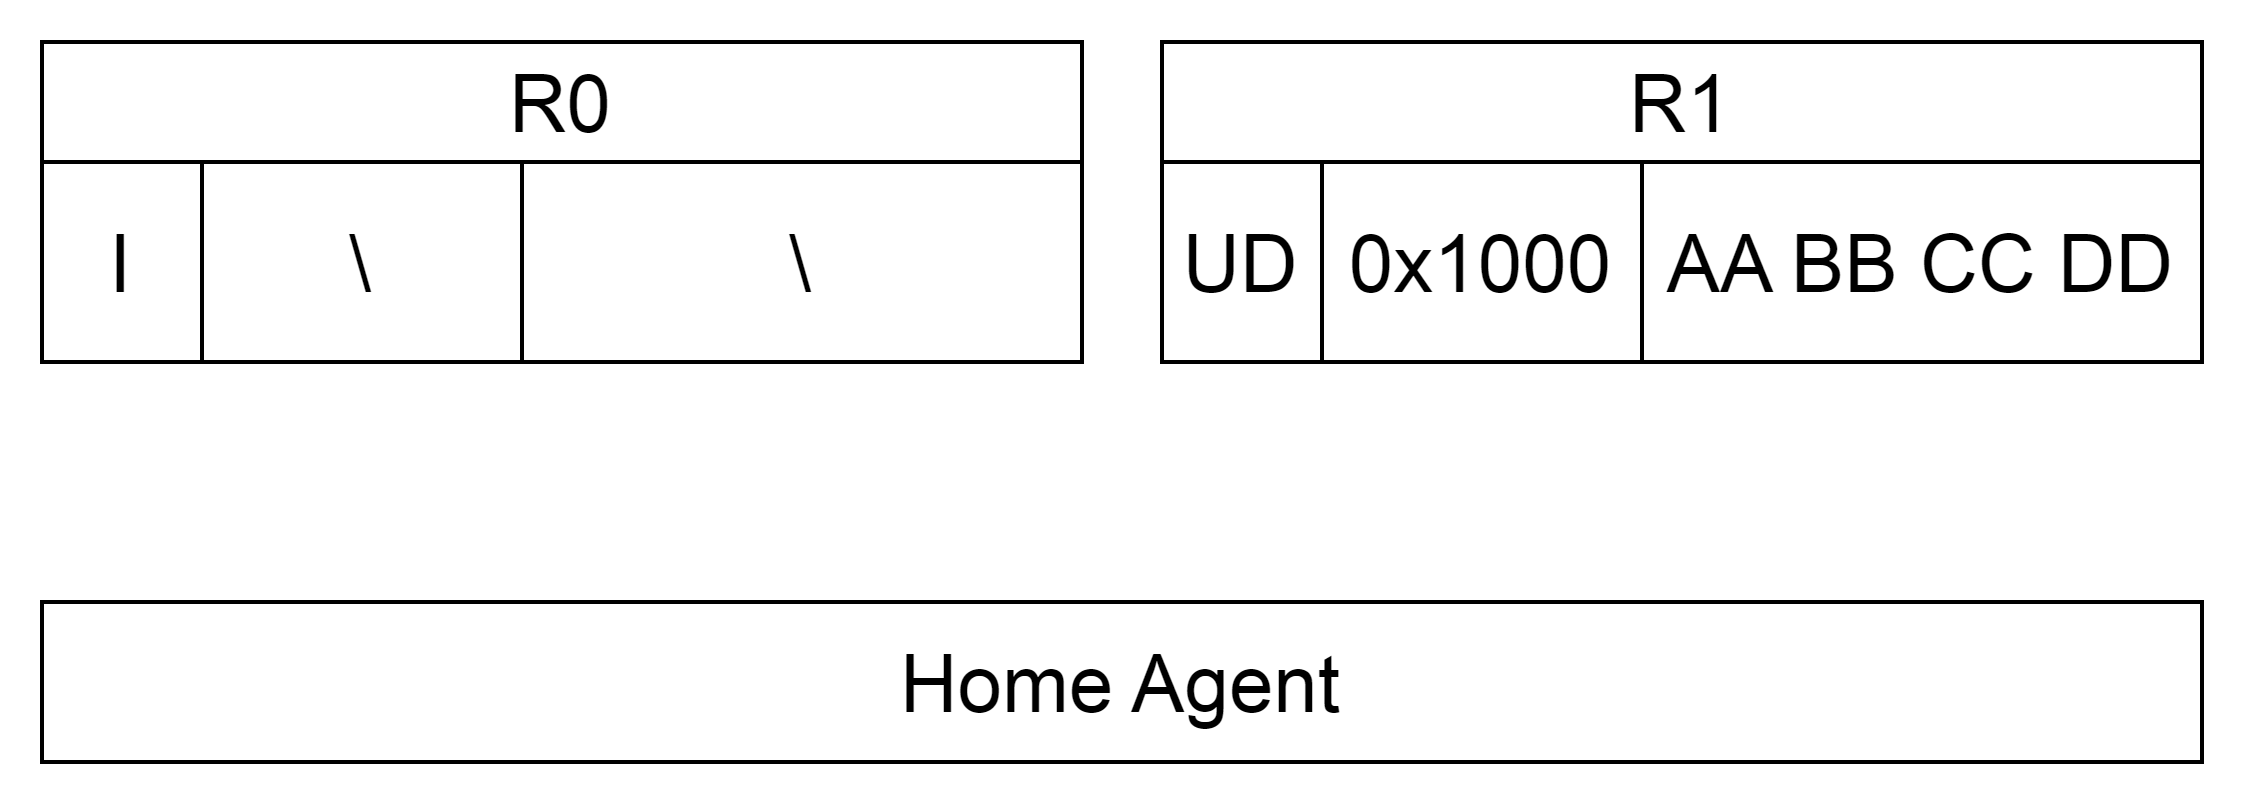 R0 R1
I \ \ UD 0x1000 AA BB CC DD
Home Agent